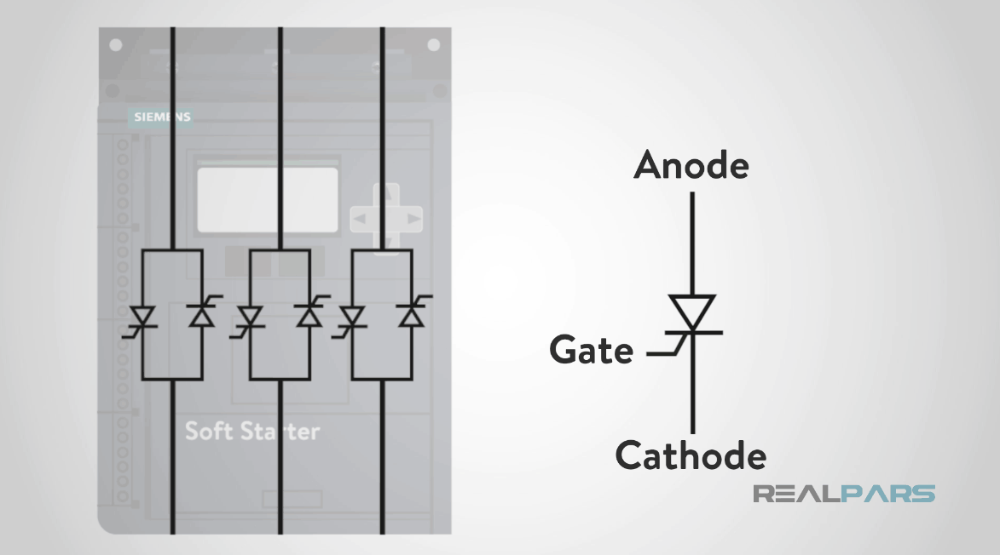 SIEMENS
Soft Starter
Anode
Gate
Cathode
REALPARS